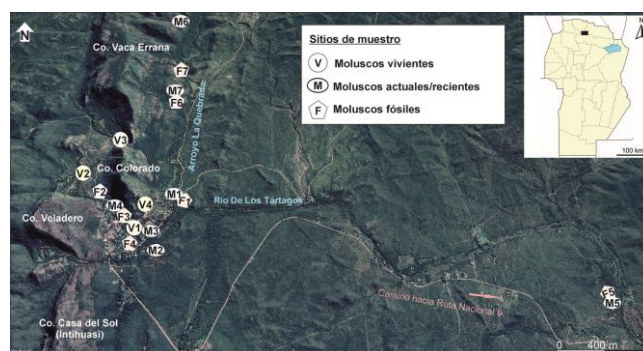 N
Co. Vaca Errana
M6
F7
M7
F6
Arroyo La Quebrada
V3
Co. Colorado
V2
F2
M4
F3
V4
M1
F1
Río De Los Tártagos
Co. Veladero
V1
M3
F4
M2
Co. Casa del Sol
(Intihuasi)
Camino hacia Ruta Nacional 9
F5
M5
0 400 m
Sitios de muestro
V Moluscos vivientes
M Moluscos actuales/recientes
F Moluscos fósiles
100 km